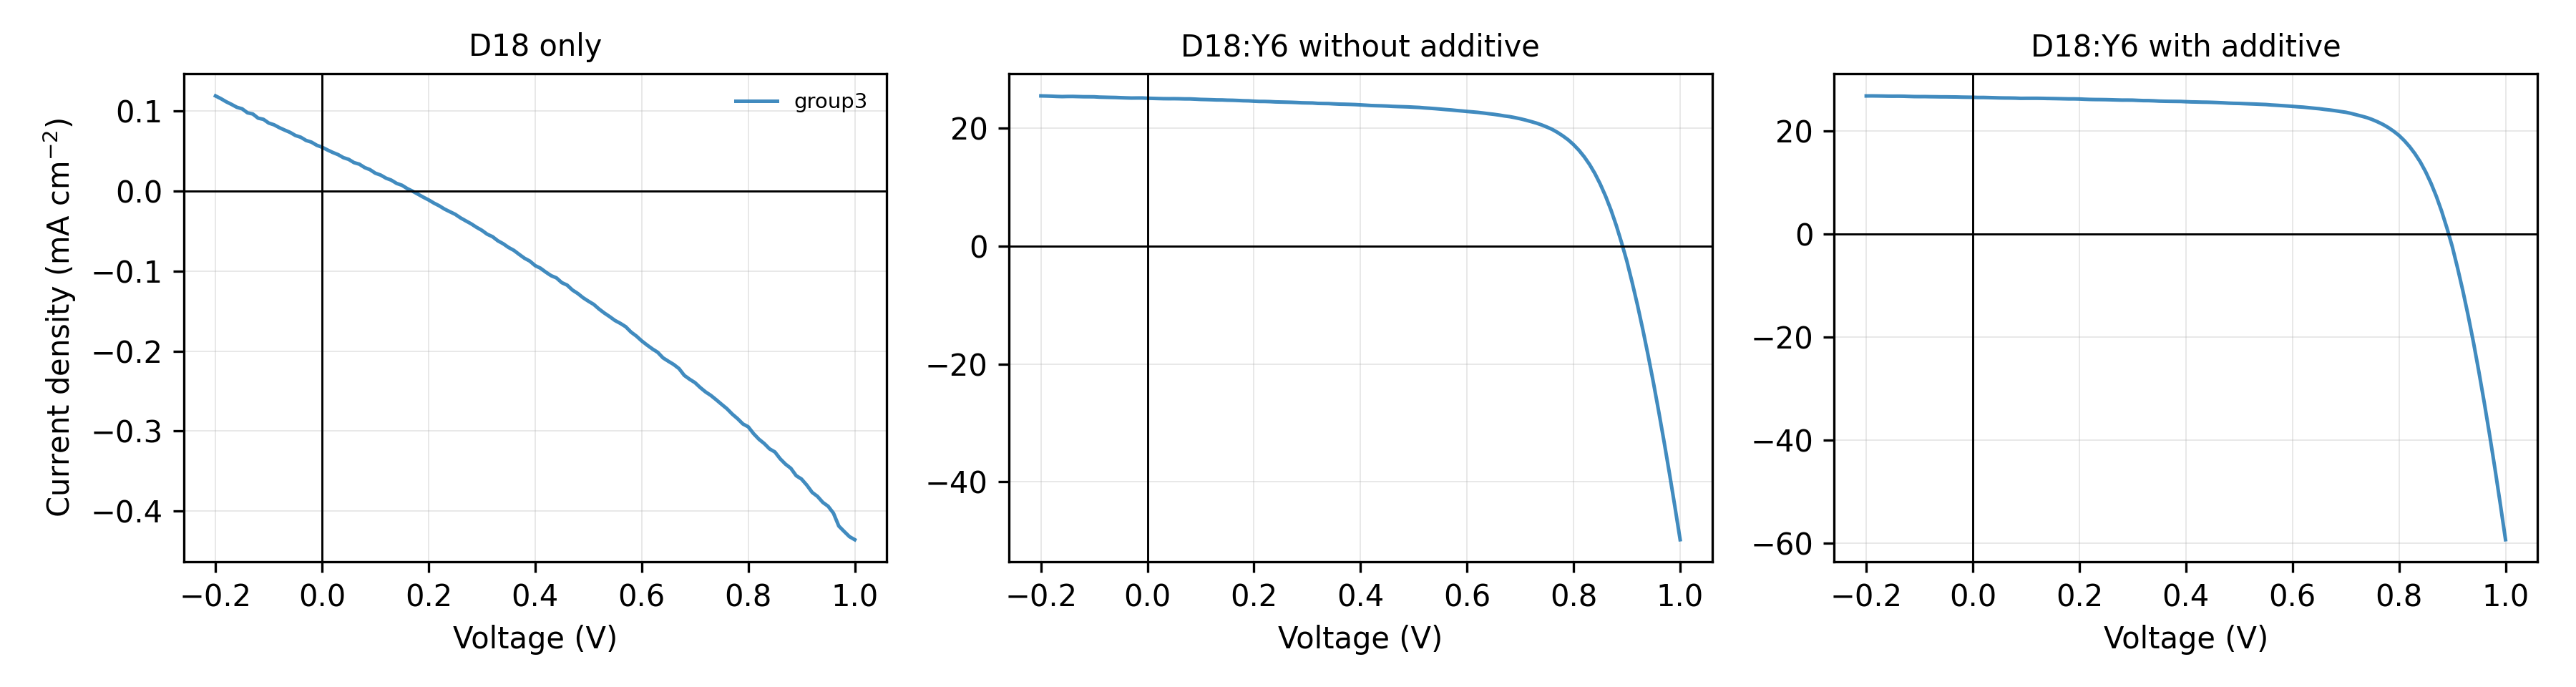 D18 only
group3
0.1
0.0
−0.1
−0.2
−0.3
−0.4
Current density (mA cm⁻²)
−0.2 0.0 0.2 0.4 0.6 0.8 1.0
Voltage (V)
D18:Y6 without additive
20
0
−20
−40
−0.2 0.0 0.2 0.4 0.6 0.8 1.0
Voltage (V)
D18:Y6 with additive
20
0
−20
−40
−60
−0.2 0.0 0.2 0.4 0.6 0.8 1.0
Voltage (V)